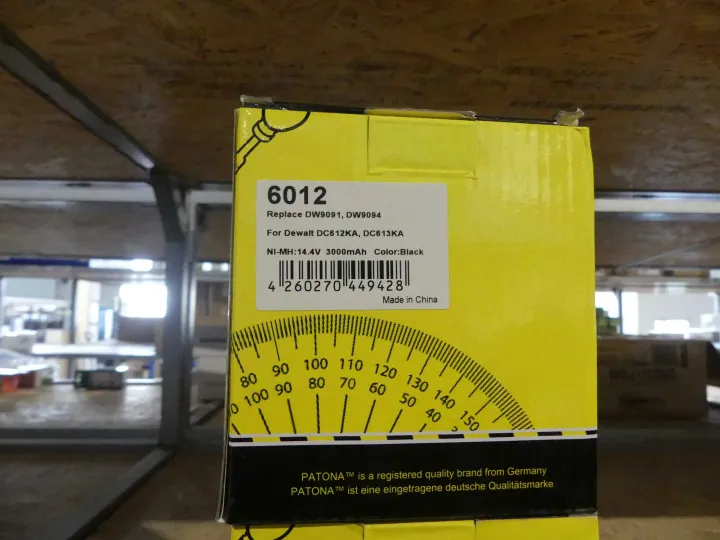 6012
Replace DW9091, DW9094
For Dewalt DC612KA, DC613KA
NI-MH:14.4V 3000mAh Color:Black
4 260270 449428
Made in China
80 90 100 110 120 130 140 150
100 90 80 70 60 50 40
PATONA™ is a registered quality brand from Germany
PATONA™ ist eine eingetragene deutsche Qualitätsmarke